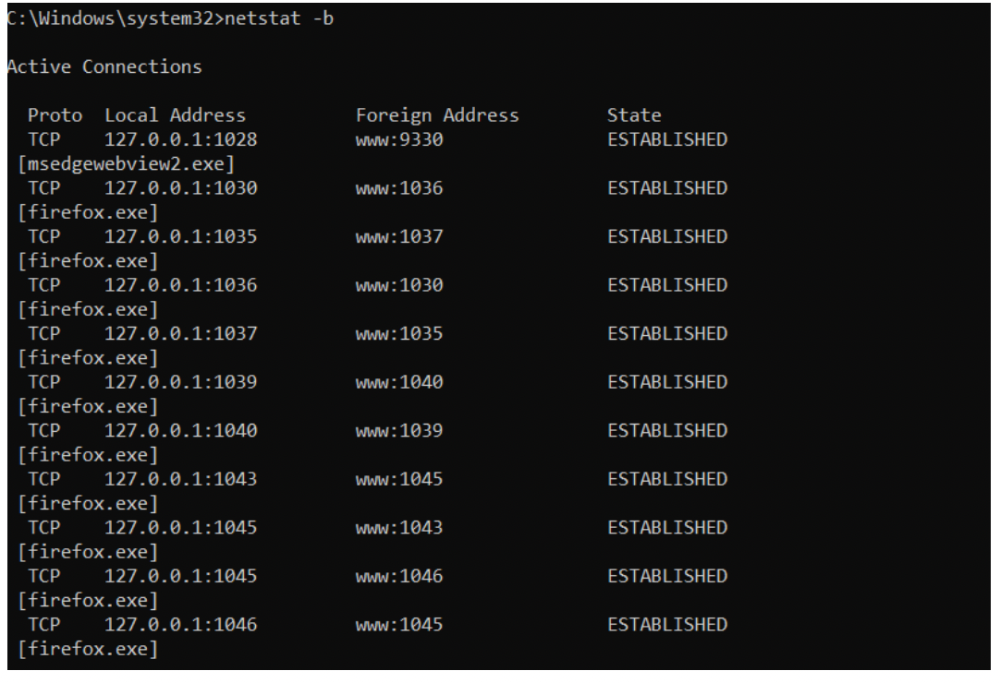 C:\Windows\system32>netstat -b
Active Connections
Proto Local Address Foreign Address State
TCP 127.0.0.1:1028 www:9330 ESTABLISHED
[msedgewebview2.exe]
TCP 127.0.0.1:1030 www:1036 ESTABLISHED
[firefox.exe]
TCP 127.0.0.1:1035 www:1037 ESTABLISHED
[firefox.exe]
TCP 127.0.0.1:1036 www:1030 ESTABLISHED
[firefox.exe]
TCP 127.0.0.1:1037 www:1035 ESTABLISHED
[firefox.exe]
TCP 127.0.0.1:1039 www:1040 ESTABLISHED
[firefox.exe]
TCP 127.0.0.1:1040 www:1039 ESTABLISHED
[firefox.exe]
TCP 127.0.0.1:1043 www:1045 ESTABLISHED
[firefox.exe]
TCP 127.0.0.1:1045 www:1043 ESTABLISHED
[firefox.exe]
TCP 127.0.0.1:1045 www:1046 ESTABLISHED
[firefox.exe]
TCP 127.0.0.1:1046 www:1045 ESTABLISHED
[firefox.exe]